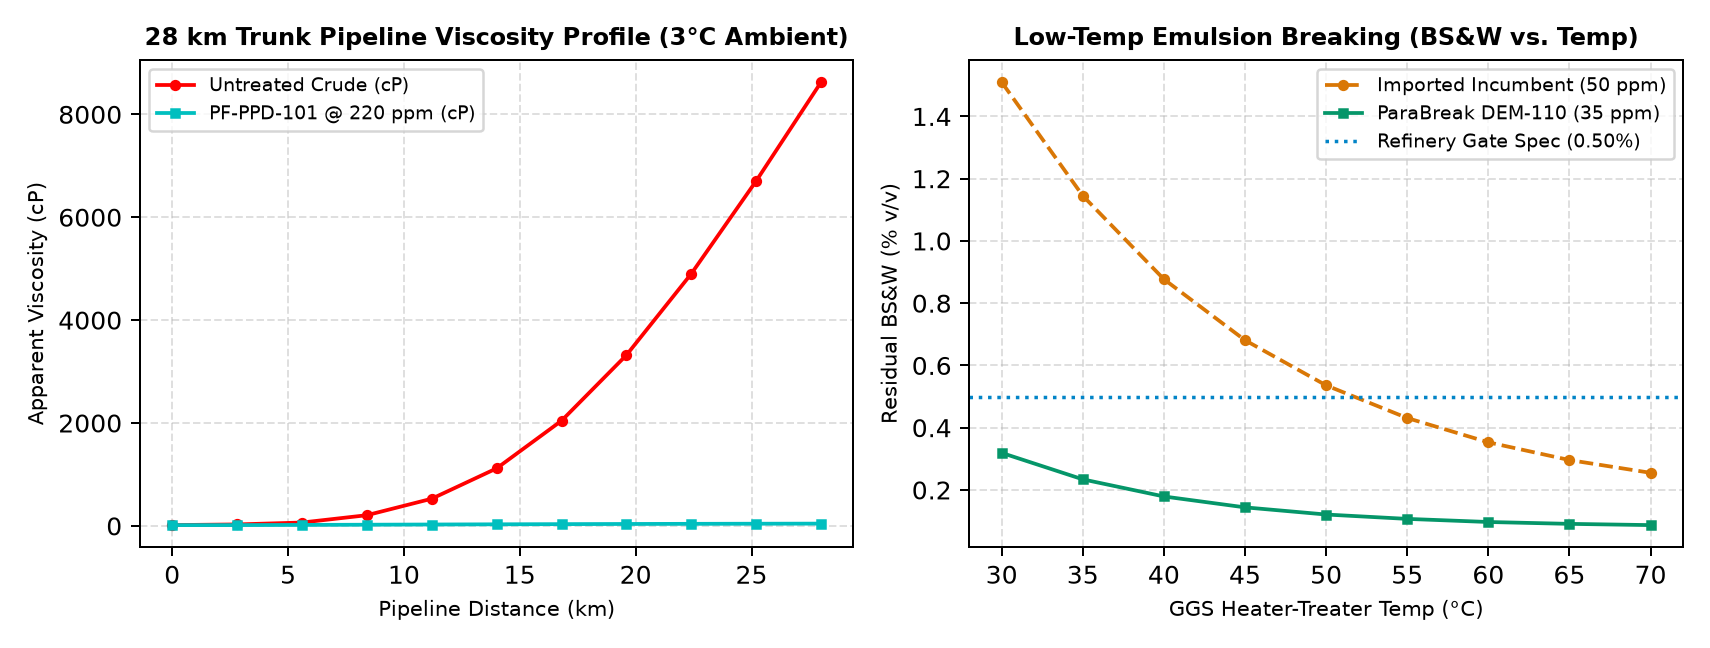 28 km Trunk Pipeline Viscosity Profile (3°C Ambient)
Untreated Crude (cP)
PF-PPD-101 @ 220 ppm (cP)
Apparent Viscosity (cP)
8000
6000
4000
2000
0
0 5 10 15 20 25
Pipeline Distance (km)
Low-Temp Emulsion Breaking (BS&W vs. Temp)
Imported Incumbent (50 ppm)
ParaBreak DEM-110 (35 ppm)
Refinery Gate Spec (0.50%)
Residual BS&W (% v/v)
1.4
1.2
1.0
0.8
0.6
0.4
0.2
30 35 40 45 50 55 60 65 70
GGS Heater-Treater Temp (°C)